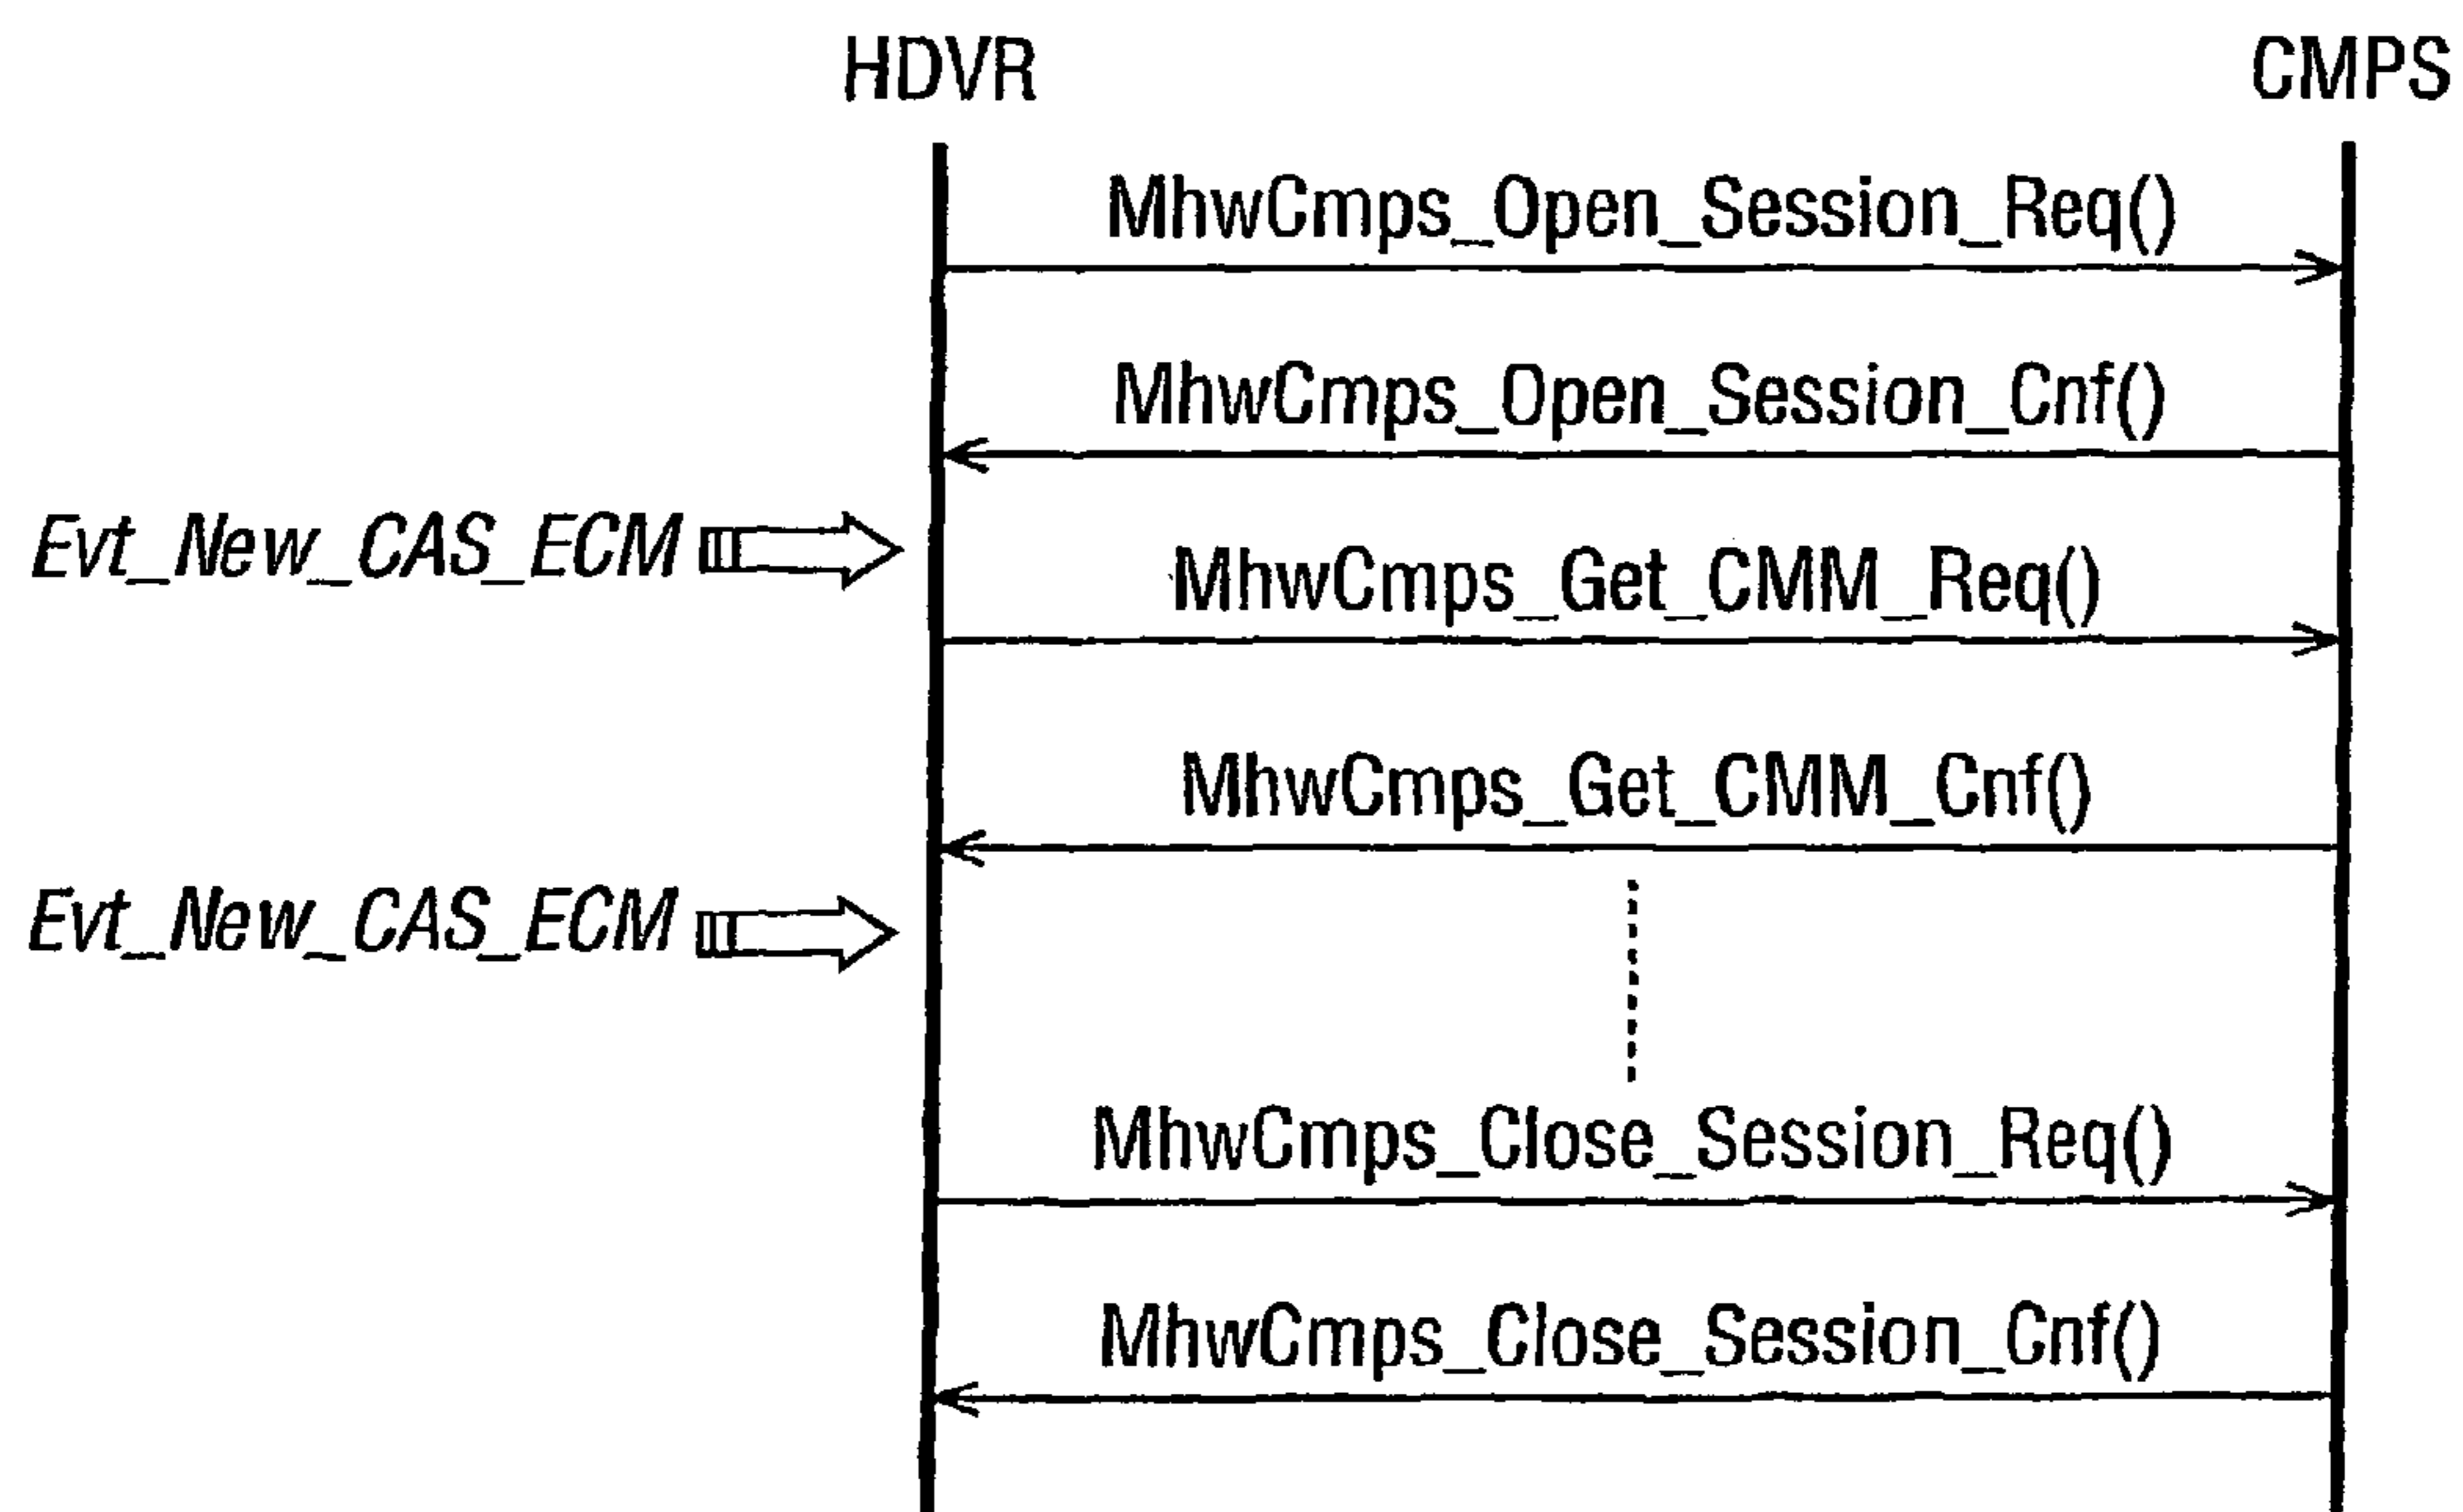 HDVR
CMPS
MhwCmps_Open_Session_Req()
MhwCmps_Open_Session_Cnf()
Evt_New_CAS_ECM
MhwCmps_Get_CMM_Req()
MhwCmps_Get_CMM_Cnf()
Evt_New_CAS_ECM
MhwCmps_Close_Session_Req()
MhwCmps_Close_Session_Cnf()